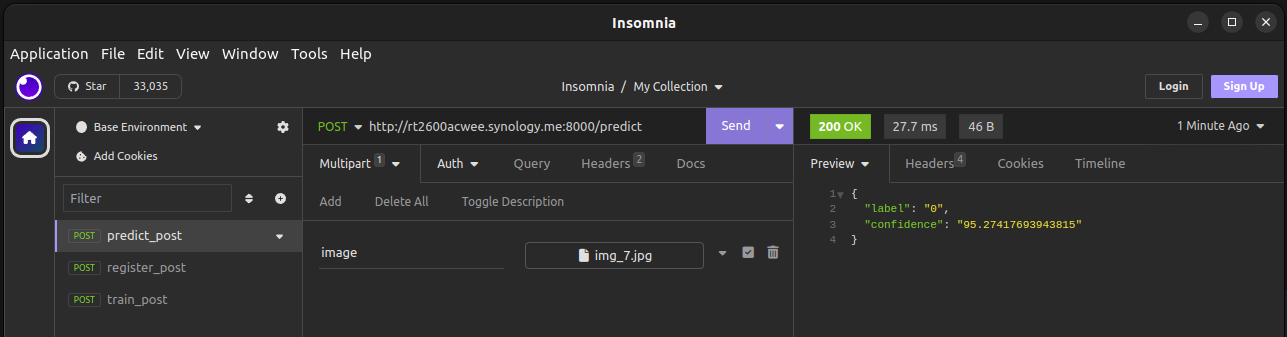 Insomnia
Application File Edit View Window Tools Help
Star 33,035 Insomnia / My Collection Login Sign Up
Base Environment POST http://rt2600acwee.synology.me:8000/predict Send 200 OK 27.7 ms 46 B 1 Minute Ago
Add Cookies Multipart 1 Auth Query Headers 2 Docs Preview Headers 4 Cookies Timeline
Filter Add Delete All Toggle Description
1 {
2 "label": "0",
3 "confidence": "95.27417693943815"
4 }
POST predict_post image img_7.jpg
POST register_post
POST train_post